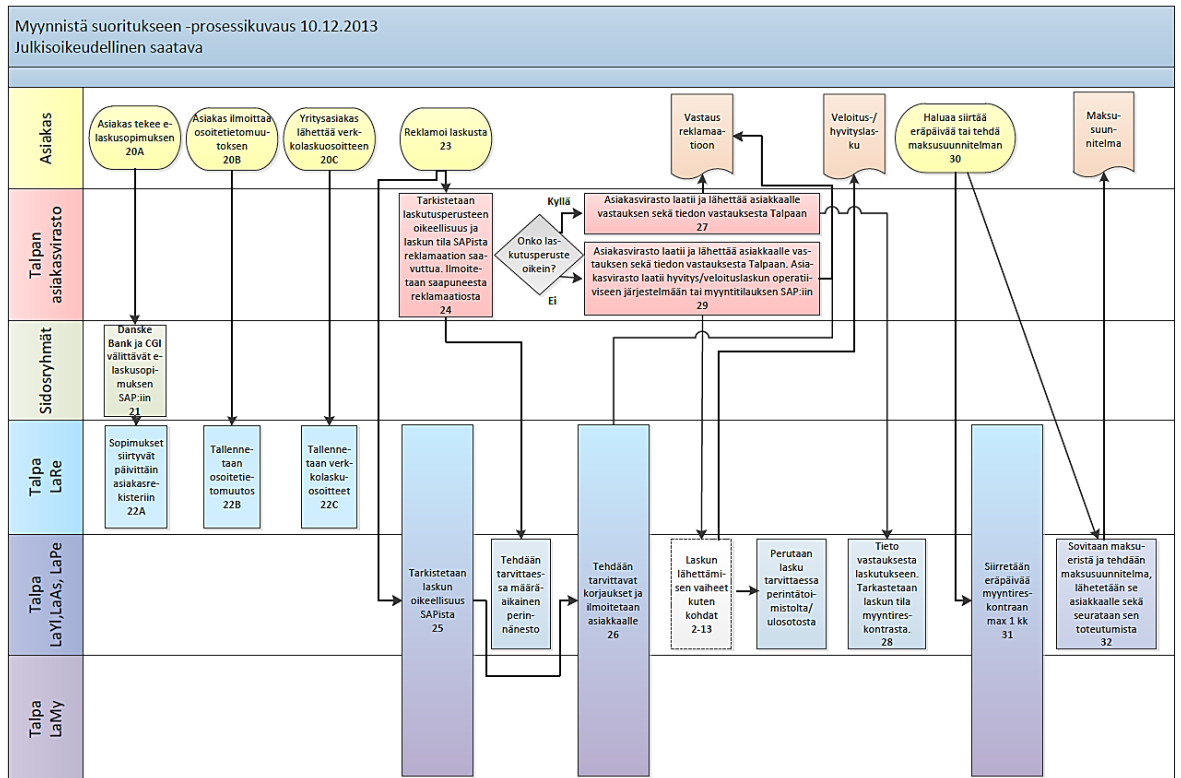 Myynnistä suoritukseen -prosessikuvaus 10.12.2013
Julkisoikeudellinen saatava
Asiakas
Asiakas tekee e-
laskusopimuksen
20A
Asiakas ilmoittaa
osoitetietomuu-
toksen
20B
Yritysasiakas
lähettää verk-
kolaskuosoitteen
20C
Reklamoi laskusta
23
Vastaus
reklamaa-
tioon
Veloitus-/
hyvityslas-
ku
Haluaa siirtää
eräpäivää tai tehdä
maksusuunnitelman
30
Maksu-
suun-
nitelma
Talpan
asiakasvirasto
Tarkistetaan
laskutusperusteen
oikeellisuus ja
laskun tila SAPista
reklamaation saa-
vuttua. Ilmoite-
taan saapuneesta
reklamaatiosta
24
Onko las-
kutusperuste
oikein?
Kyllä
Ei
Asiakasvirasto laatii ja lähettää asiakkaalle
vastauksen sekä tiedon vastauksesta Talpaan
27
Asiakasvirasto laatii ja lähettää asiakkaalle vas-
tauksen sekä tiedon vastauksesta Talpaan. Asia-
kasvirasto laatii hyvitys/veloituslaskun operatii-
viseen järjestelmään tai myyntitilauksen SAP:iin
29
Sidosryhmät
Danske
Bank ja CGI
välittävät e-
laskusopi-
muksen
SAP:iin
21
Talpa
LaRe
Sopimukset
siirtyvät
päivittäin
asiakasre-
kisteriin
22A
Tallenne-
taan
osoitetie-
tomuutos
22B
Tallenne-
taan verk-
kolasku-
osoitteet
22C
Talpa
LaYl,LaAs, LaPe
Tarkistetaan
laskun
oikeellisuus
SAPista
25
Tehdään
tarvittaes-
sa määrä-
aikainen
perin-
nänesto
Tehdään
tarvittavat
korjaukset ja
ilmoitetaan
asiakkaalle
26
Laskun
lähettämi-
sen vaiheet
kuten
kohdat
2-13
Perutaan
lasku
tarvittaessa
perintätoi-
mistolta/
ulosotosta
Tieto
vastauksesta
laskutukseen.
Tarkastetaan
laskun tila
myyntires-
kontrasta.
28
Siirretään
eräpäivää
myyntires-
kontraan
max 1 kk
31
Sovitaan maksu-
eristä ja tehdään
maksusuunnitelma,
lähetetään se
asiakkaalle sekä
seurataan sen
toteutumista
32
Talpa
LaMy